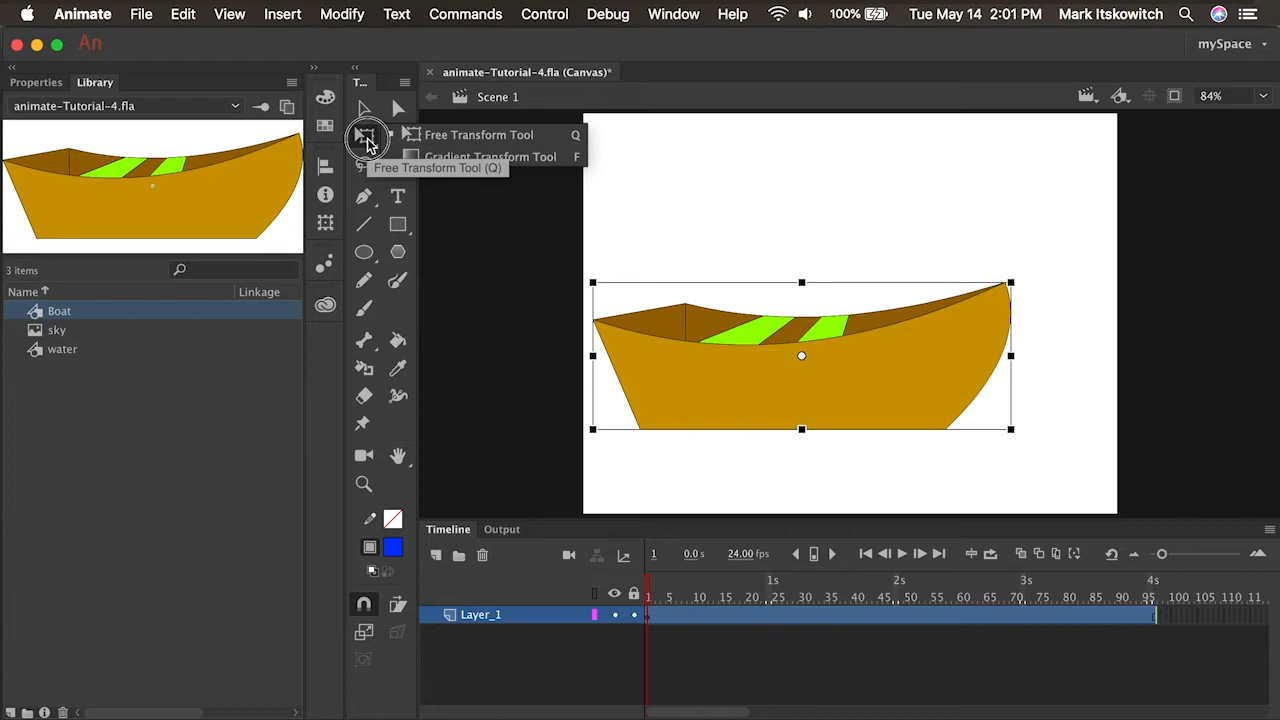 Animate File Edit View Insert Modify Text Commands Control Debug Window Help 100% Tue May 14 2:01 PM Mark Itskowitch
An mySpace
Properties Library T... animate-Tutorial-4.fla (Canvas)*
animate-Tutorial-4.fla Scene 1 84%
Free Transform Tool Q
Gradient Transform Tool F
Free Transform Tool (Q)
T
3 items
Name Linkage
Boat
sky
water
Timeline Output
1 0.0 s 24.00 fps
1s 2s 3s 4s
1 5 10 15 20 25 30 35 40 45 50 55 60 65 70 75 80 85 90 95 100 105 110 11
Layer_1